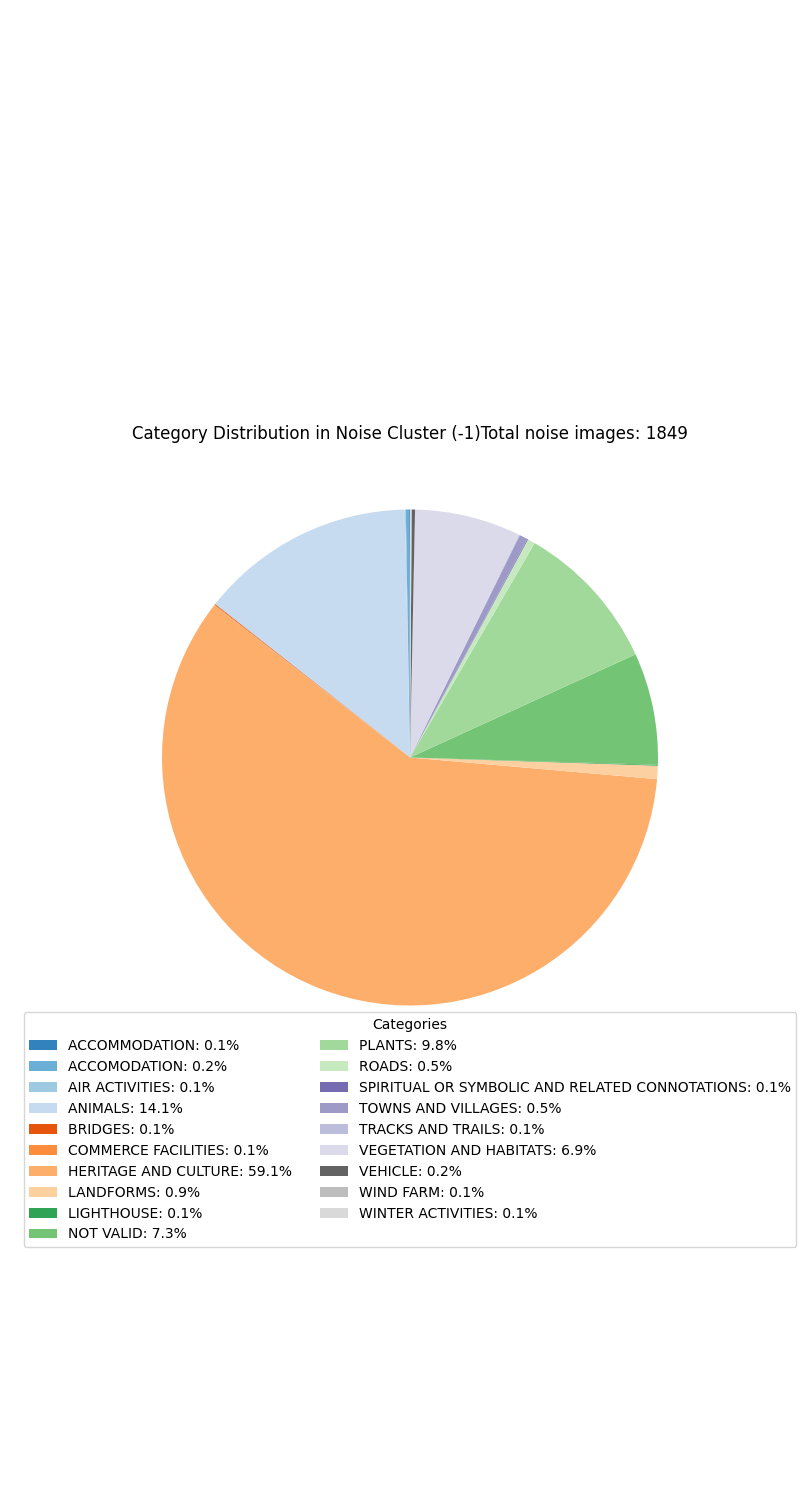 Category Distribution in Noise Cluster (-1)Total noise images: 1849
Categories
ACCOMMODATION: 0.1%
ACCOMODATION: 0.2%
AIR ACTIVITIES: 0.1%
ANIMALS: 14.1%
BRIDGES: 0.1%
COMMERCE FACILITIES: 0.1%
HERITAGE AND CULTURE: 59.1%
LANDFORMS: 0.9%
LIGHTHOUSE: 0.1%
NOT VALID: 7.3%
PLANTS: 9.8%
ROADS: 0.5%
SPIRITUAL OR SYMBOLIC AND RELATED CONNOTATIONS: 0.1%
TOWNS AND VILLAGES: 0.5%
TRACKS AND TRAILS: 0.1%
VEGETATION AND HABITATS: 6.9%
VEHICLE: 0.2%
WIND FARM: 0.1%
WINTER ACTIVITIES: 0.1%